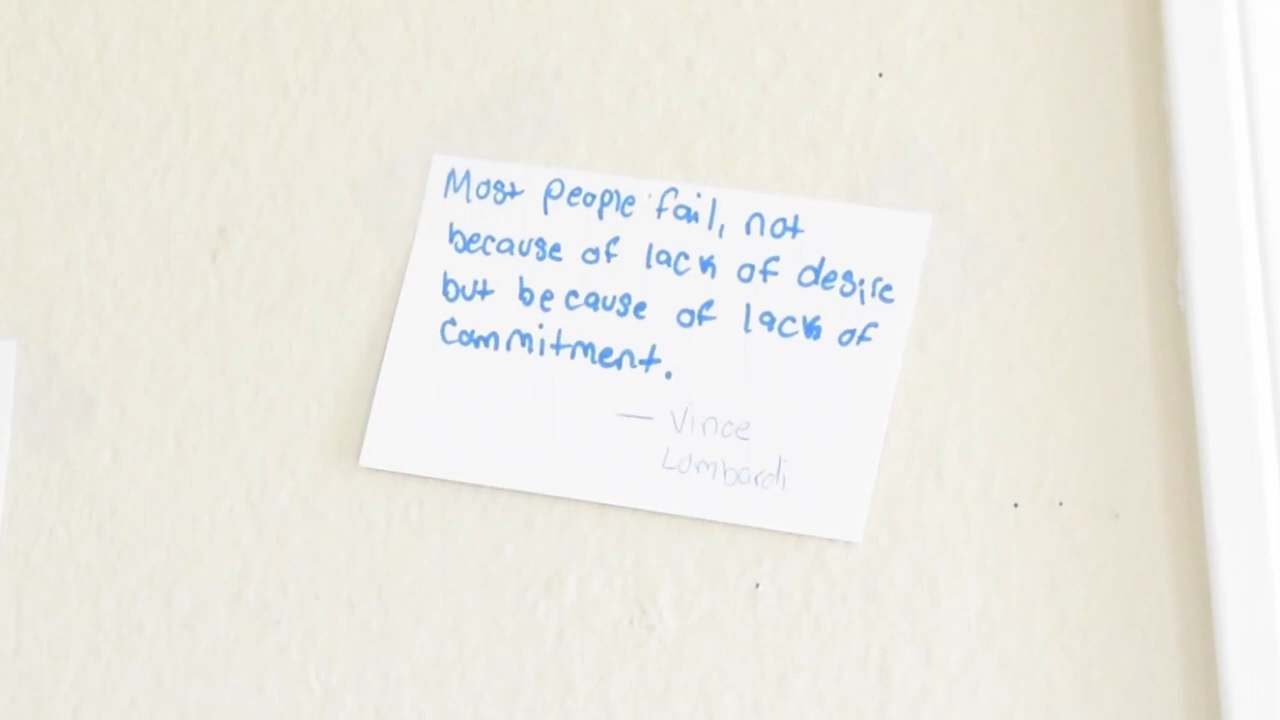 Most people fail, not
because of lack of desire
but because of lack of
commitment.
— Vince
Lombardi